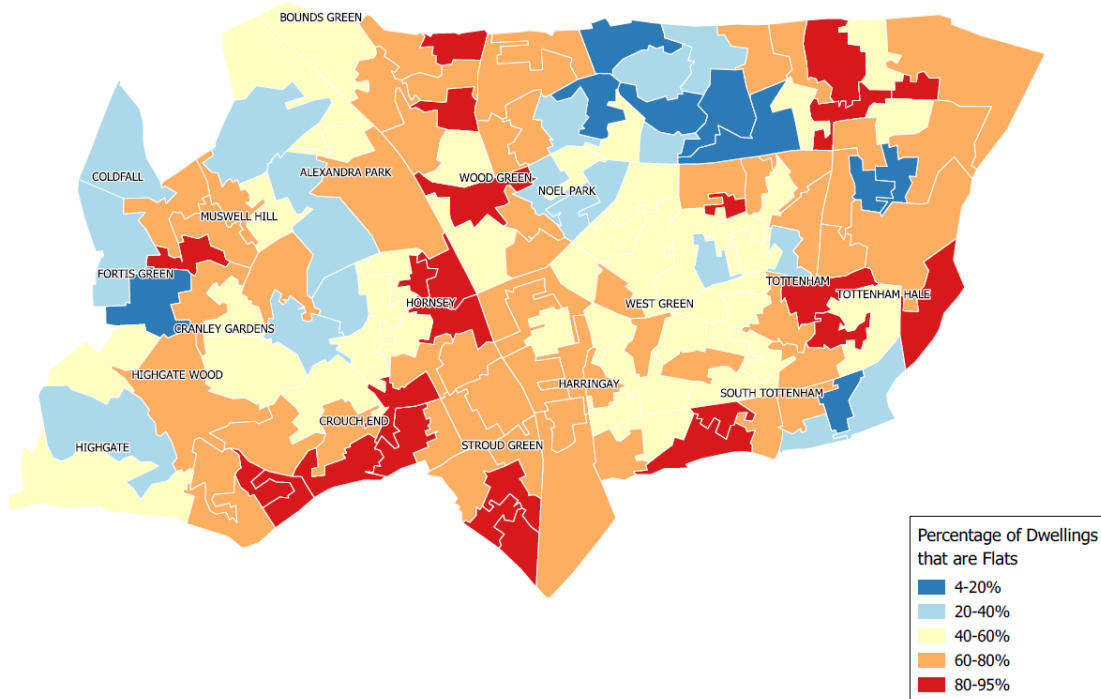 BOUNDS GREEN
COLDFALL
ALEXANDRA PARK
WOOD GREEN
NOEL PARK
MUSWELL HILL
FORTIS GREEN
HORNSEY
WEST GREEN
TOTTENHAM
TOTTENHAM HALE
CRANLEY GARDENS
HIGHGATE WOOD
HARRINGAY
SOUTH TOTTENHAM
CROUCH END
HIGHGATE
STROUD GREEN
Percentage of Dwellings
that are Flats
4-20%
20-40%
40-60%
60-80%
80-95%